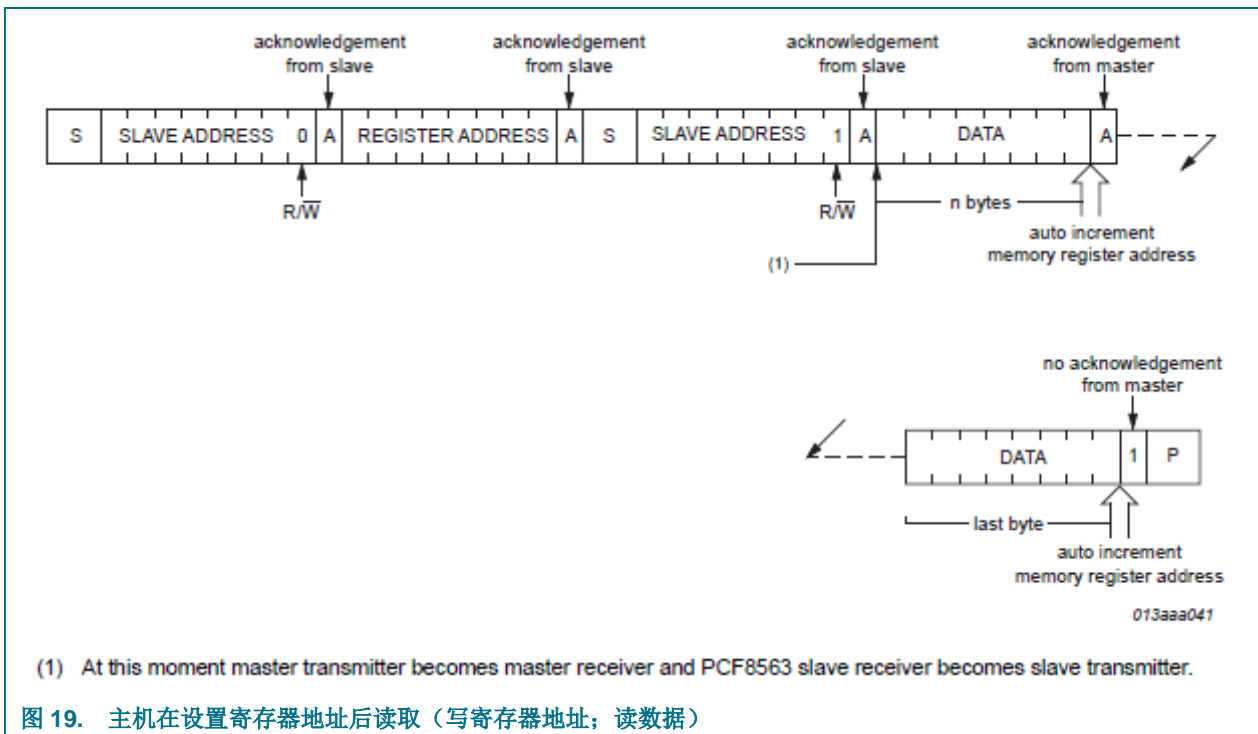 acknowledgement from slave
acknowledgement from slave
acknowledgement from slave
acknowledgement from master
S SLAVE ADDRESS 0 A REGISTER ADDRESS A S SLAVE ADDRESS 1 A DATA A
R/W̅
R/W̅
n bytes
auto increment memory register address
(1)
no acknowledgement from master
DATA 1 P
last byte
auto increment memory register address
013aaa041
(1) At this moment master transmitter becomes master receiver and PCF8563 slave receiver becomes slave transmitter.
图 19. 主机在设置寄存器地址后读取（写寄存器地址；读数据）